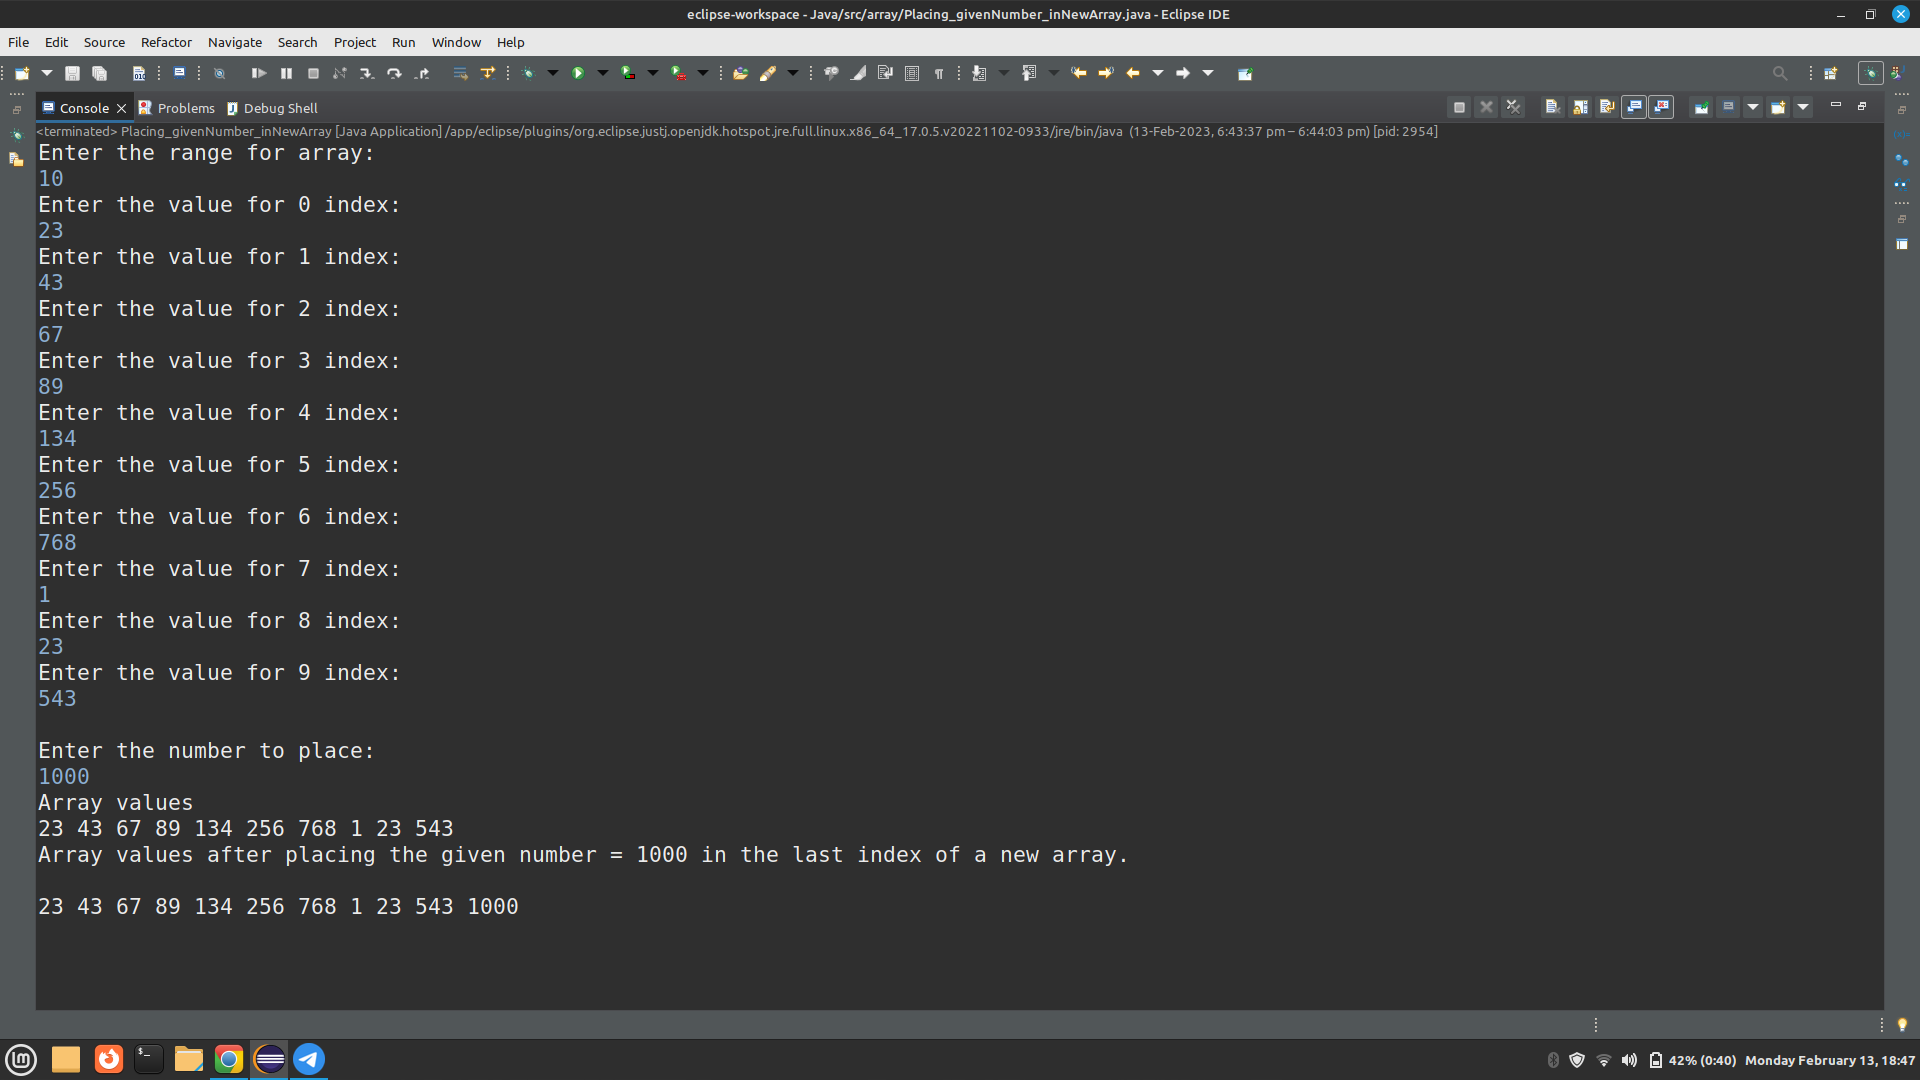 eclipse-workspace - Java/src/array/Placing_givenNumber_inNewArray.java - Eclipse IDE
File Edit Source Refactor Navigate Search Project Run Window Help
Console Problems Debug Shell
<terminated> Placing_givenNumber_inNewArray [Java Application] /app/eclipse/plugins/org.eclipse.justj.openjdk.hotspot.jre.full.linux.x86_64_17.0.5.v20221102-0933/jre/bin/java (13-Feb-2023, 6:43:37 pm – 6:44:03 pm) [pid: 2954]
Enter the range for array:
10
Enter the value for 0 index:
23
Enter the value for 1 index:
43
Enter the value for 2 index:
67
Enter the value for 3 index:
89
Enter the value for 4 index:
134
Enter the value for 5 index:
256
Enter the value for 6 index:
768
Enter the value for 7 index:
1
Enter the value for 8 index:
23
Enter the value for 9 index:
543
Enter the number to place:
1000
Array values
23 43 67 89 134 256 768 1 23 543
Array values after placing the given number = 1000 in the last index of a new array.
23 43 67 89 134 256 768 1 23 543 1000
42% (0:40) Monday February 13, 18:47